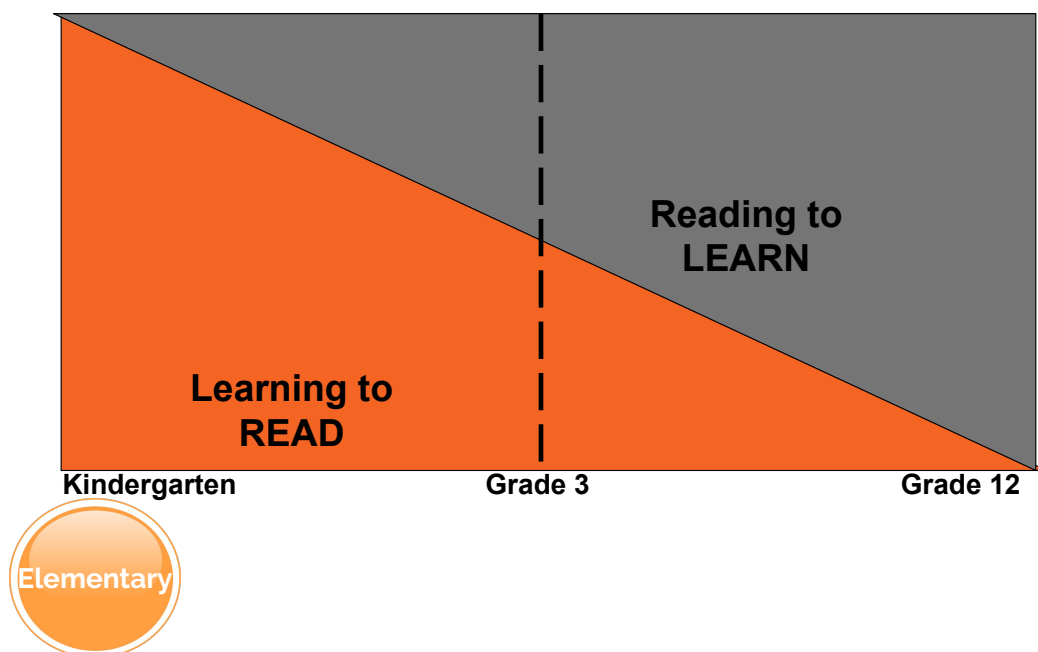 Reading to
LEARN
Learning to
READ
Kindergarten
Grade 3
Grade 12
Elementary